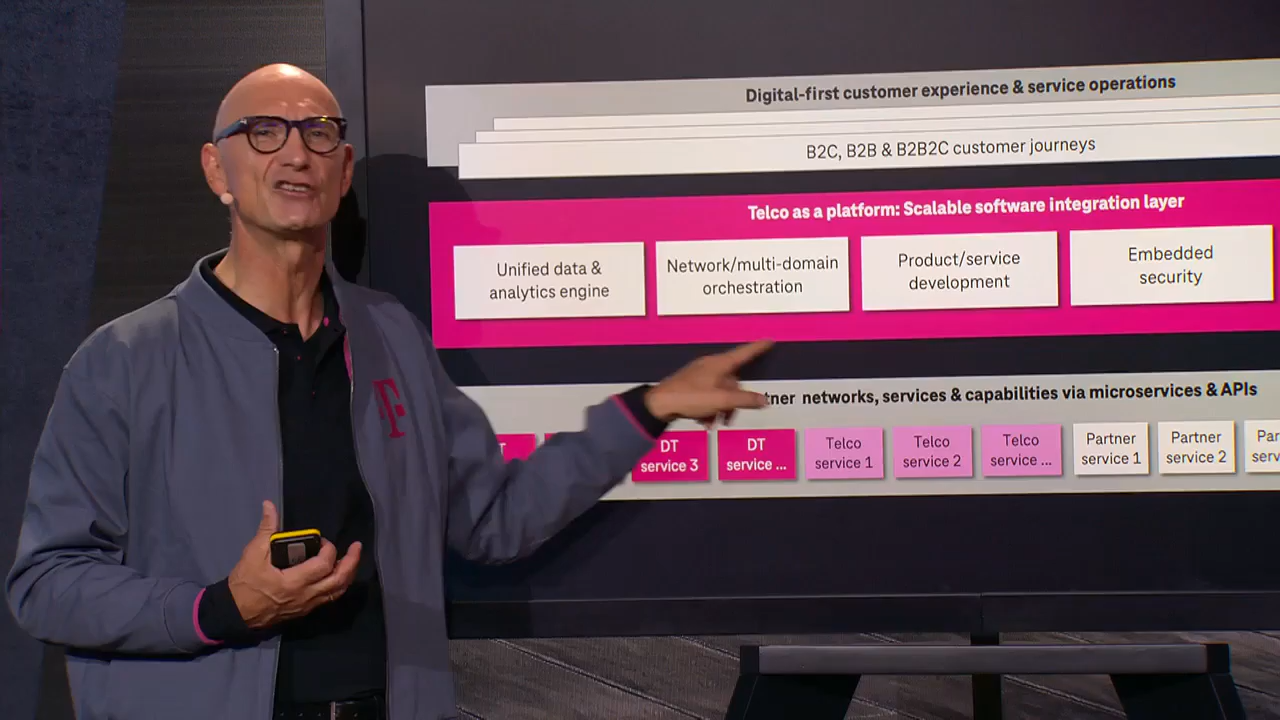 Digital-first customer experience & service operations
B2C, B2B & B2B2C customer journeys
Telco as a platform: Scalable software integration layer
Unified data &
analytics engine
Network/multi-domain
orchestration
Product/service
development
Embedded
security
networks, services & capabilities via microservices & APIs
DT
service 3
DT
service ...
Telco
service 1
Telco
service 2
Telco
service ...
Partner
service 1
Partner
service 2
T